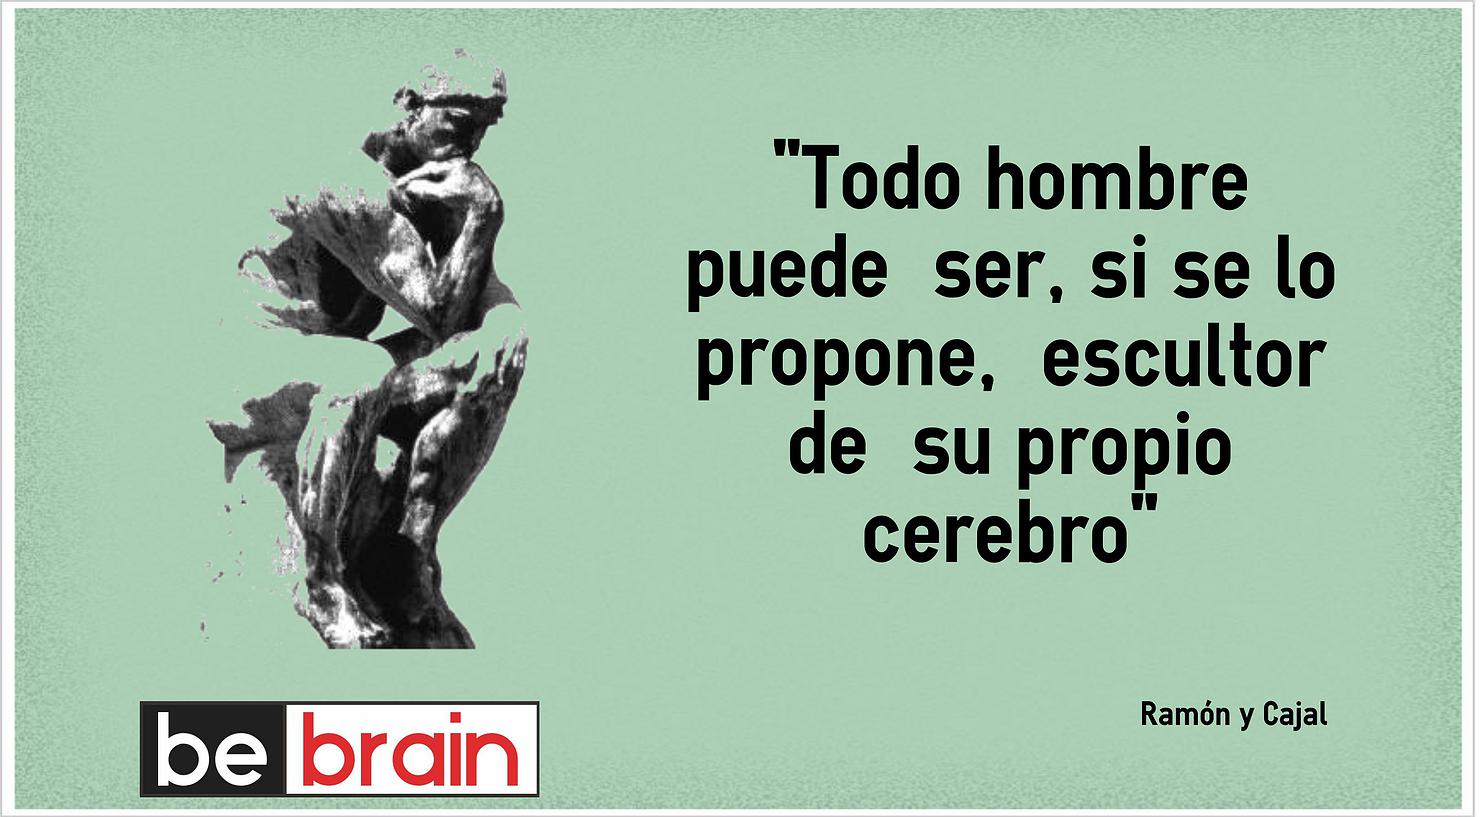 "Todo hombre
puede ser, si se lo
propone, escultor
de su propio
cerebro"
Ramón y Cajal
be brain